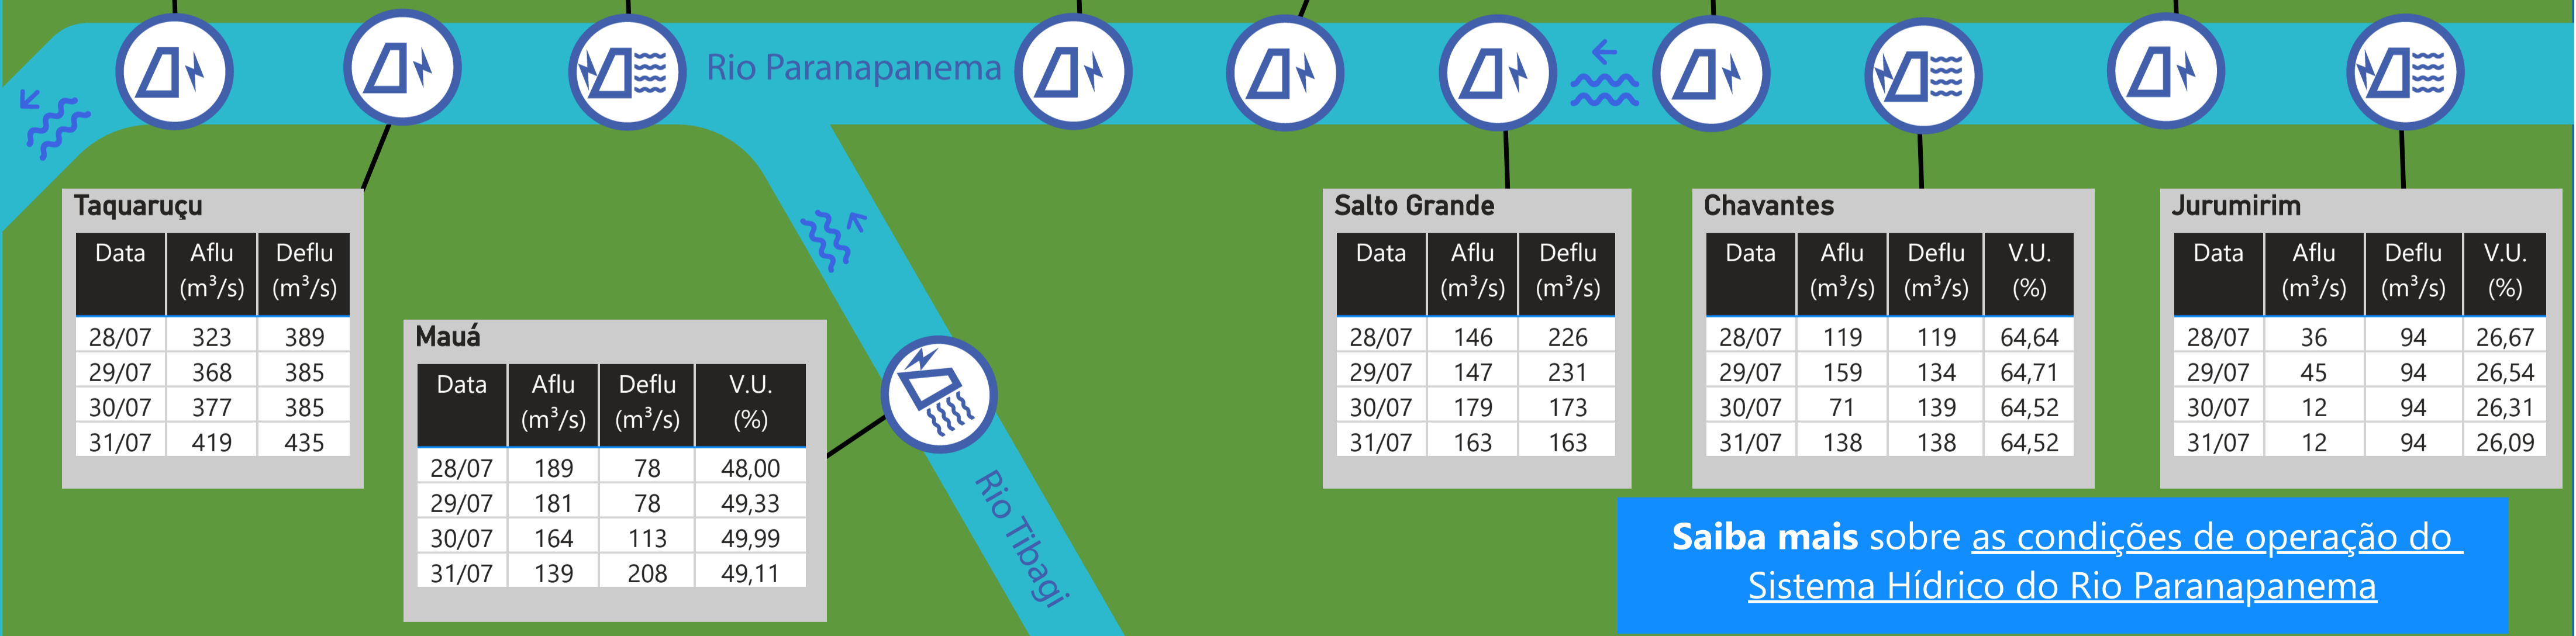 Rio Paranapanema
Taquaruçu
Data Aflu (m³/s) Deflu (m³/s)
28/07 323 389
29/07 368 385
30/07 377 385
31/07 419 435
Mauá
Data Aflu (m³/s) Deflu (m³/s) V.U. (%)
28/07 189 78 48,00
29/07 181 78 49,33
30/07 164 113 49,99
31/07 139 208 49,11
Rio Tibagi
Salto Grande
Data Aflu (m³/s) Deflu (m³/s)
28/07 146 226
29/07 147 231
30/07 179 173
31/07 163 163
Chavantes
Data Aflu (m³/s) Deflu (m³/s) V.U. (%)
28/07 119 119 64,64
29/07 159 134 64,71
30/07 71 139 64,52
31/07 138 138 64,52
Jurumirim
Data Aflu (m³/s) Deflu (m³/s) V.U. (%)
28/07 36 94 26,67
29/07 45 94 26,54
30/07 12 94 26,31
31/07 12 94 26,09
Saiba mais sobre as condições de operação do
Sistema Hídrico do Rio Paranapanema